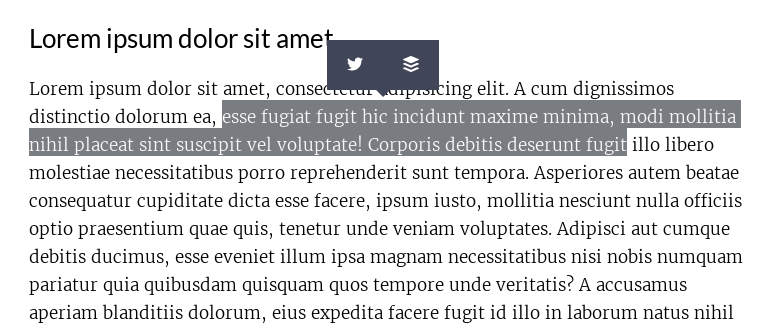 Lorem ipsum dolor sit amet
Lorem ipsum dolor sit amet, consectetur adipisicing elit. A cum dignissimos
distinctio dolorum ea, esse fugiat fugit hic incidunt maxime minima, modi mollitia
nihil placeat sint suscipit vel voluptate! Corporis debitis deserunt fugit illo libero
molestiae necessitatibus porro reprehenderit sunt tempora. Asperiores autem beatae
consequatur cupiditate dicta esse facere, ipsum iusto, mollitia nesciunt nulla officiis
optio praesentium quae quis, tenetur unde veniam voluptates. Adipisci aut cumque
debitis ducimus, esse eveniet illum ipsa magnam necessitatibus nisi nobis numquam
pariatur quia quibusdam quisquam quos tempore unde veritatis? A accusamus
aperiam blanditiis dolorum, eius expedita facere fugit id illo in laborum natus nihil